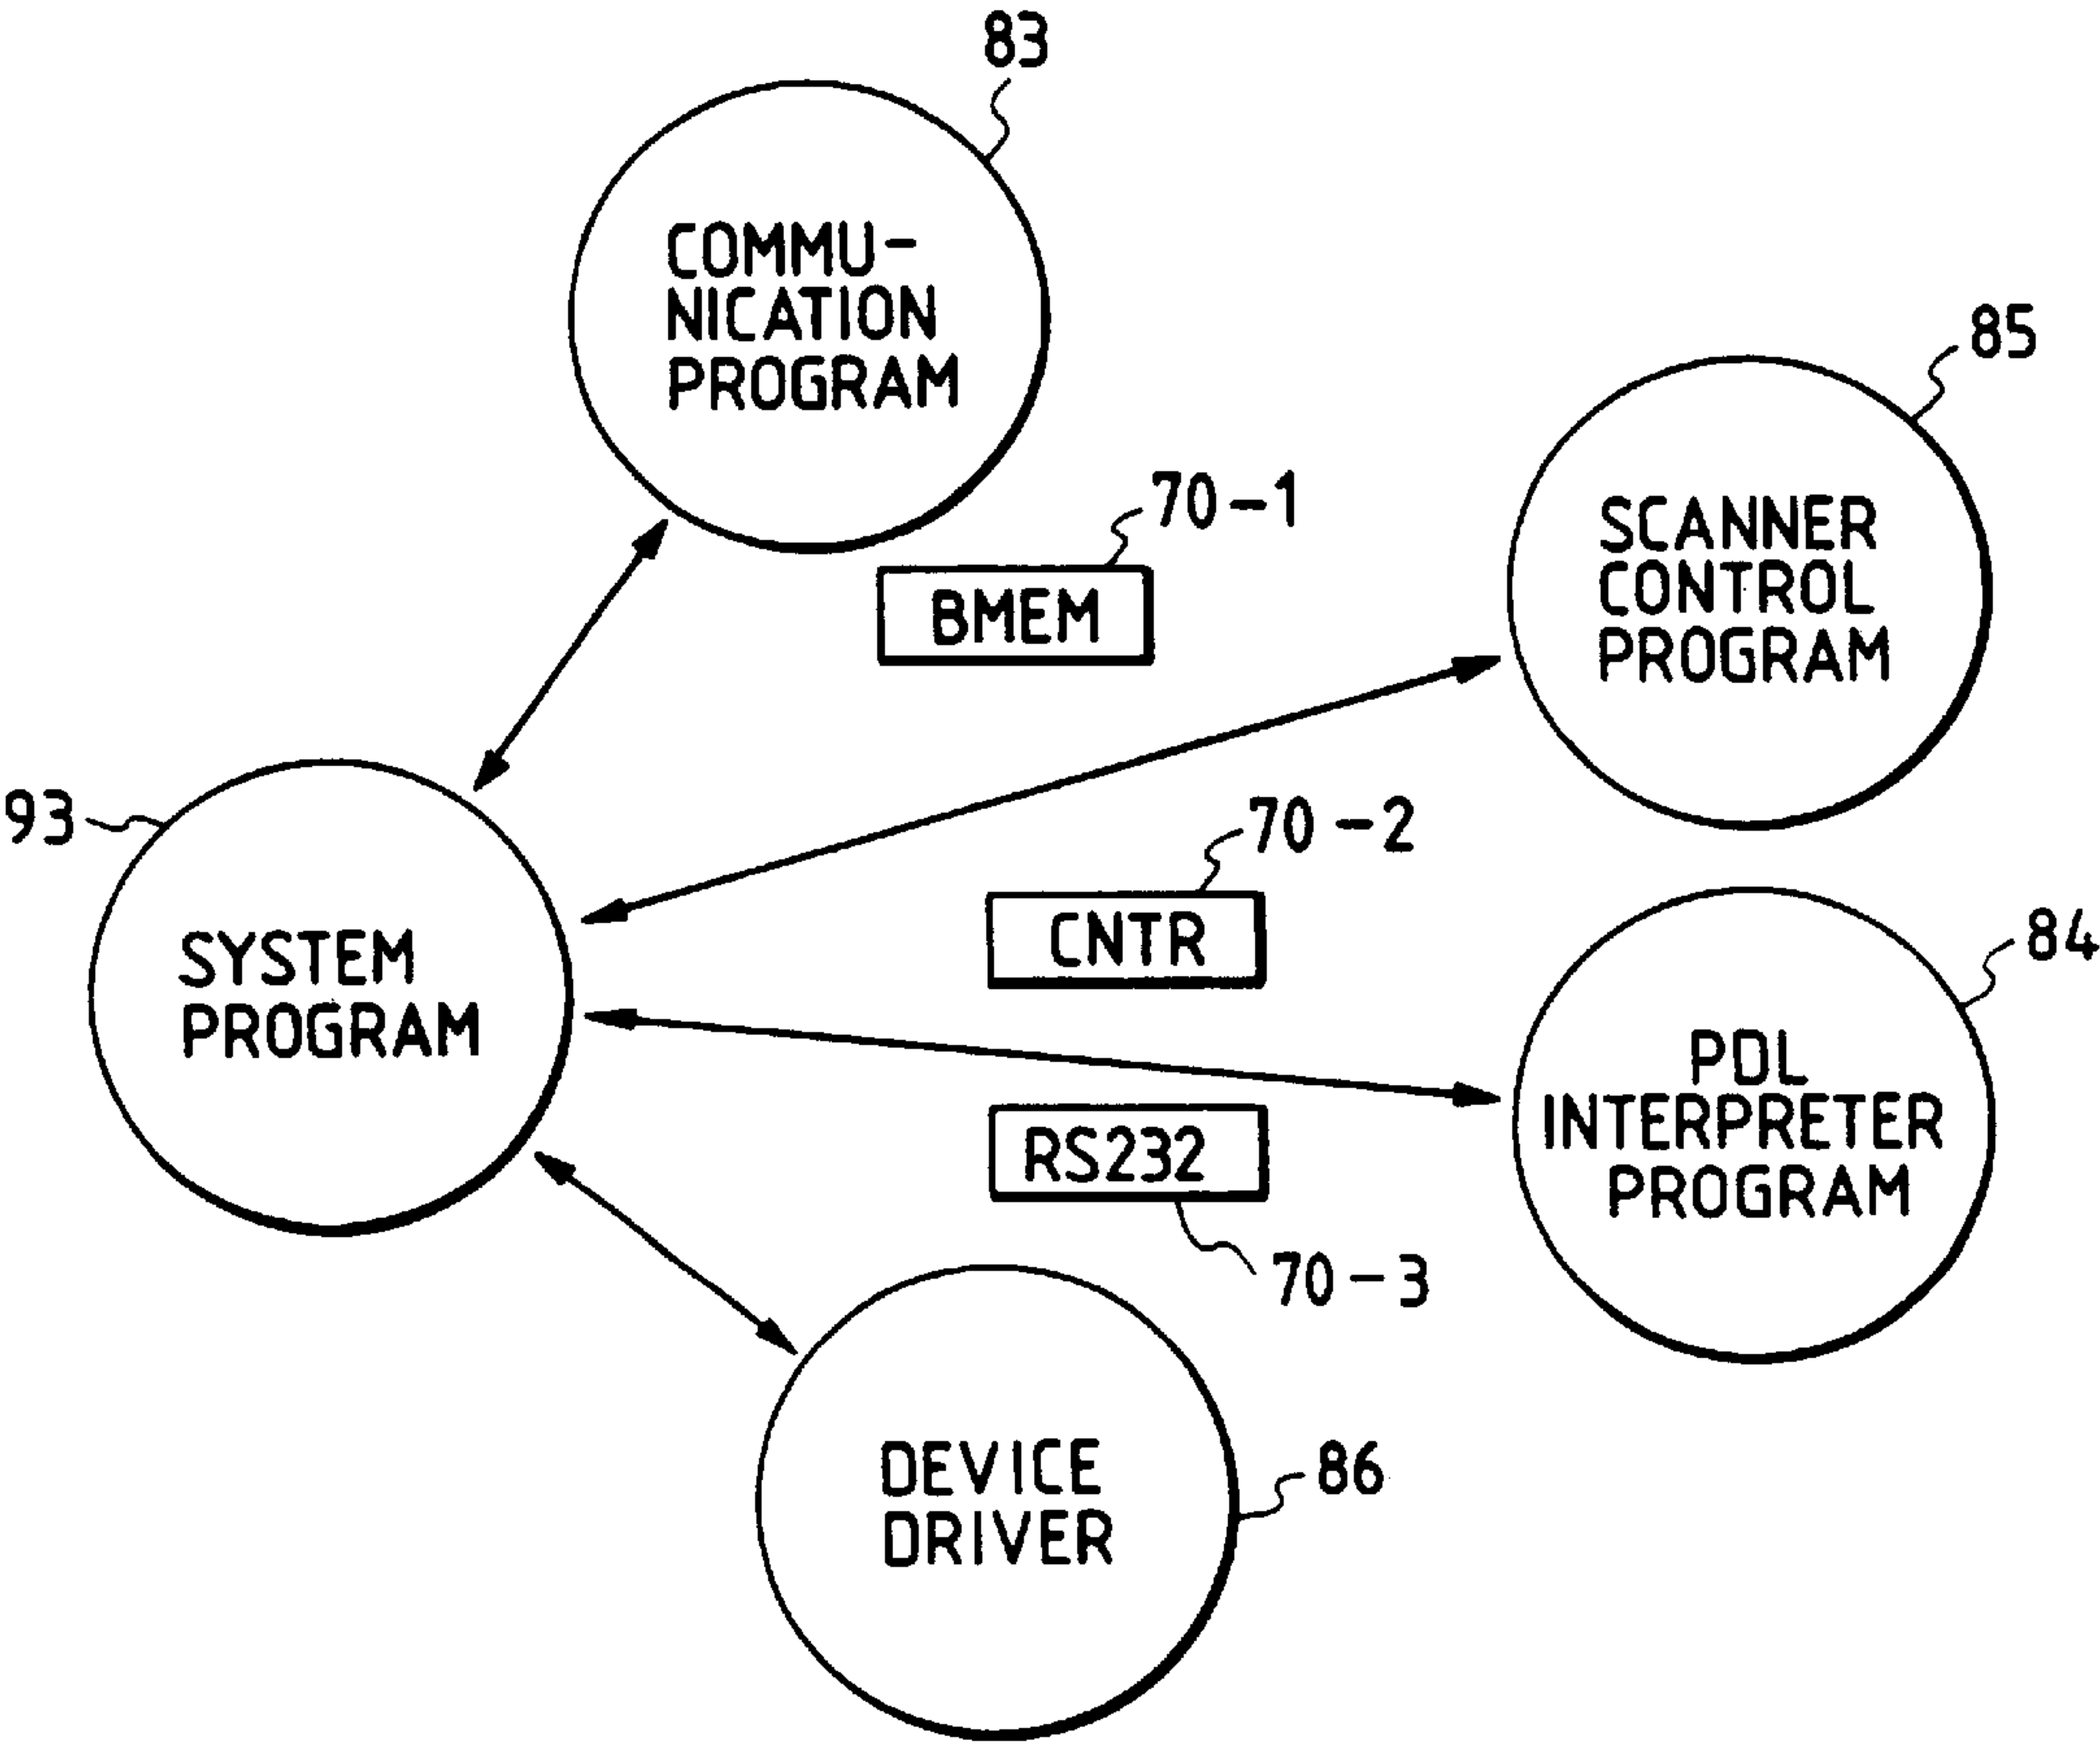 83
COMMU-
NICATION
PROGRAM
85
SCANNER
CONTROL
PROGRAM
70-1
BMEM
93
SYSTEM
PROGRAM
70-2
CNTR
84
PDL
INTERPRETER
PROGRAM
RS232
70-3
DEVICE
DRIVER
86